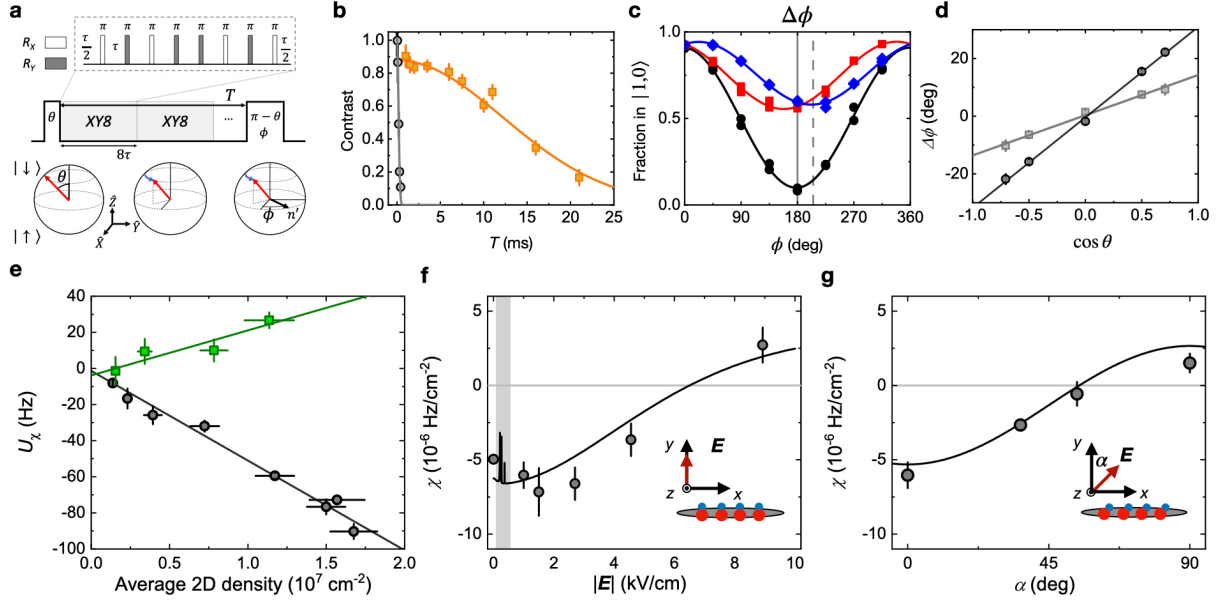 a
π π π π π π π π
R_X
R_Y
τ/2 τ τ/2
T
θ XY8 XY8 ... π − θ
ϕ
8τ
|↓⟩
θ
Ẑ
Ŷ
X̂
ϕ n′
|↑⟩
b
Contrast
1.0
0.8
0.6
0.4
0.2
0.0
0 5 10 15 20 25
T (ms)
c
Δϕ
Fraction in |1,0⟩
1.0
0.5
0.0
0 90 180 270 360
ϕ (deg)
d
Δϕ (deg)
20
0
-20
-1.0 -0.5 0.0 0.5 1.0
cos θ
e
U_χ (Hz)
40
20
0
-20
-40
-60
-80
-100
0.0 0.5 1.0 1.5 2.0
Average 2D density (10⁷ cm⁻²)
f
χ (10⁻⁶ Hz/cm⁻²)
5
0
-5
-10
y E
z x
0 2 4 6 8 10
|E| (kV/cm)
g
χ (10⁻⁶ Hz/cm⁻²)
5
0
-5
-10
y α E
z x
0 45 90
α (deg)